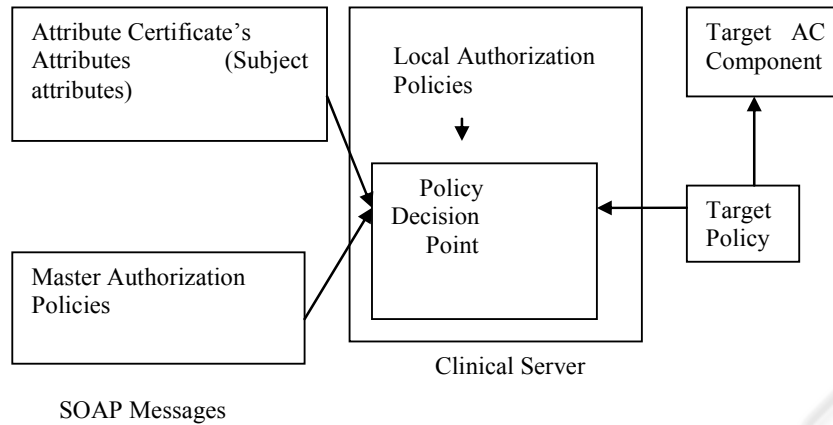 Attribute Certificate's
Attributes (Subject
attributes)
Local Authorization
Policies
Target AC
Component
Policy
Decision
Point
Target
Policy
Master Authorization
Policies
Clinical Server
SOAP Messages